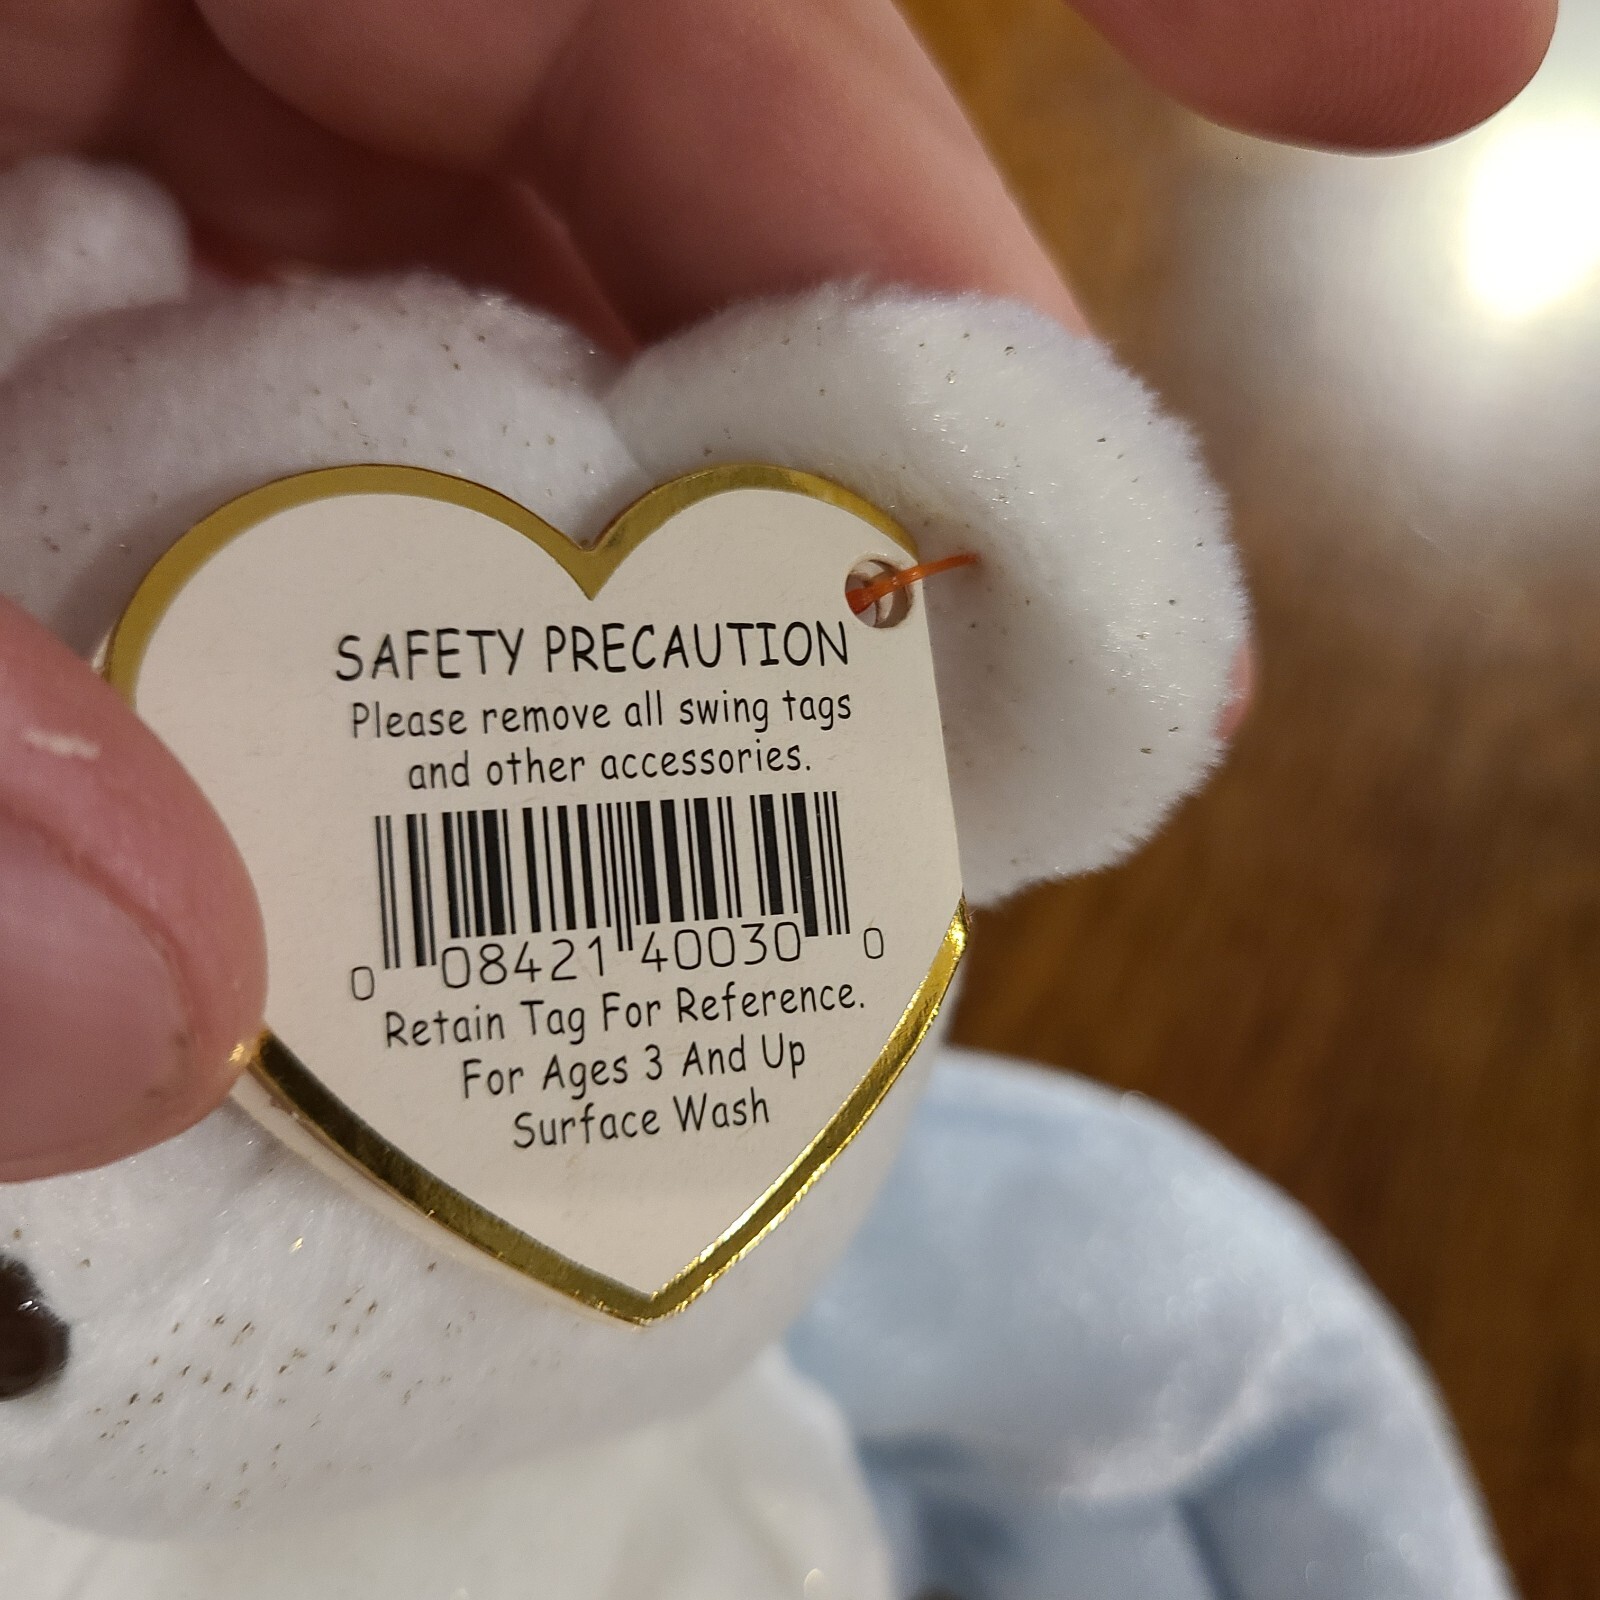 SAFETY PRECAUTION
Please remove all swing tags
and other accessories.
0 08421 40030 0
Retain Tag For Reference.
For Ages 3 And Up
Surface Wash